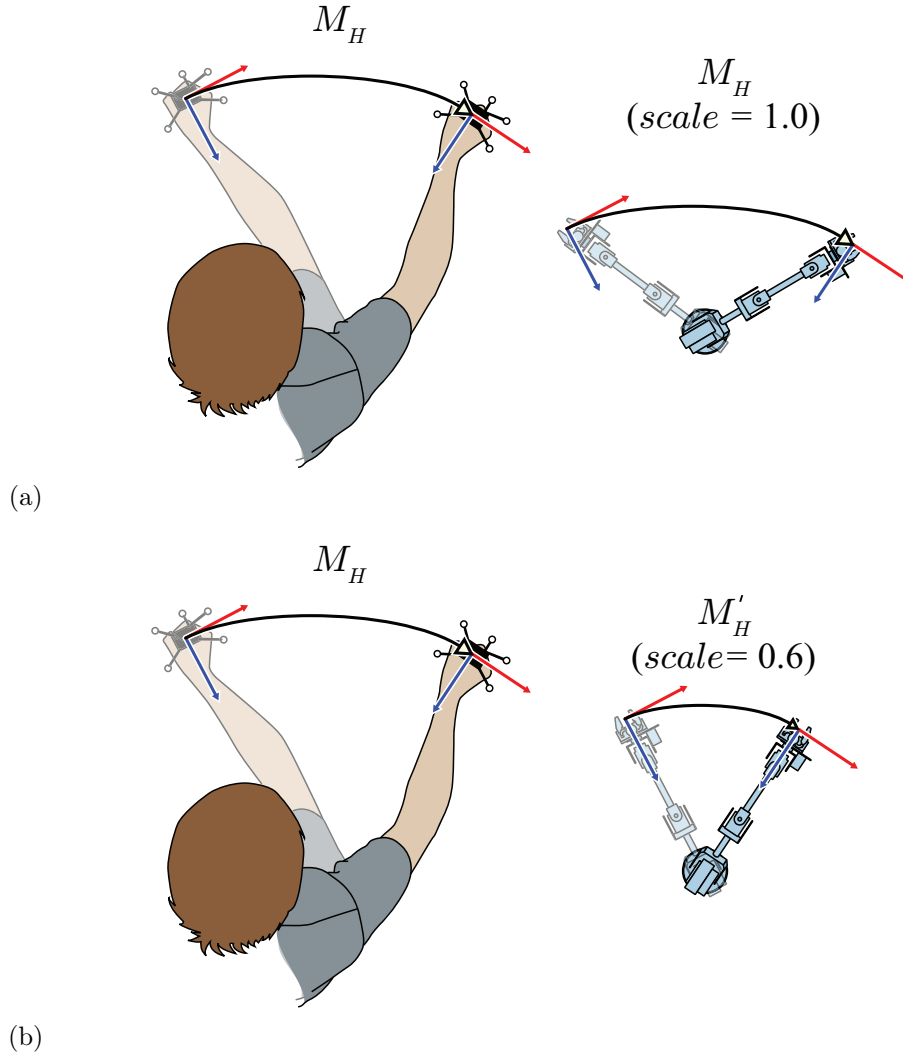 M_H
M_H
(scale = 1.0)
(a)
M_H
M'_H
(scale= 0.6)
(b)